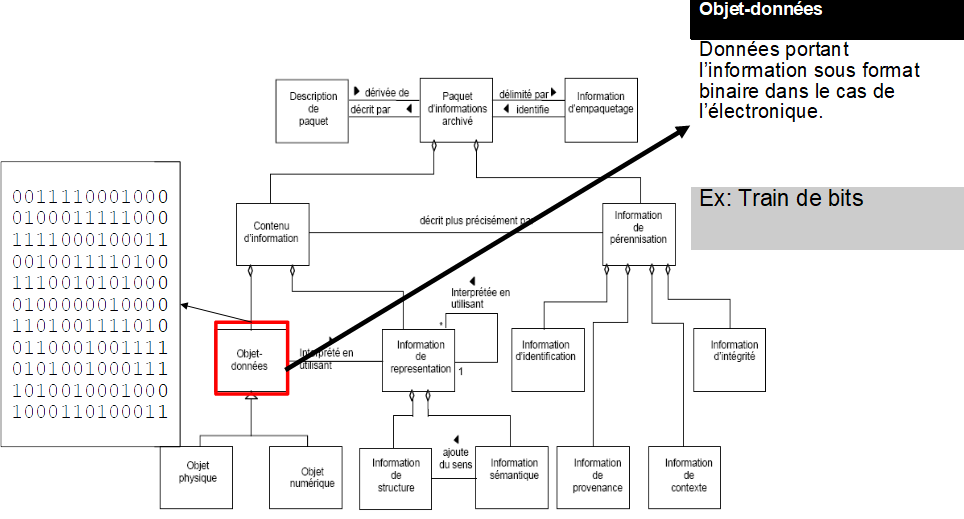 Objet-données
Données portant
l'information sous format
binaire dans le cas de
l'électronique.
Ex: Train de bits
Description
de
paquet
dérivée de
décrit par
Paquet
d'informations
archivé
délimité par
identifie
Information
d'empaquetage
0011110001000
0100011111000
1111000100011
0010011110100
1110010101000
0100000010000
1101001111010
0110001001111
0101001000111
1010010001000
1000110100011
Contenu
d'information
décrit plus précisément par
Information
de
pérennisation
Interprétée en
utilisant
*
1
Objet-
données
Interprété en
utilisant
Information
de
representation
Information
d'identification
Information
d'intégrité
Objet
physique
Objet
numérique
Information
de
structure
ajoute
du sens
Information
sémantique
Information
de
provenance
Information
de
contexte